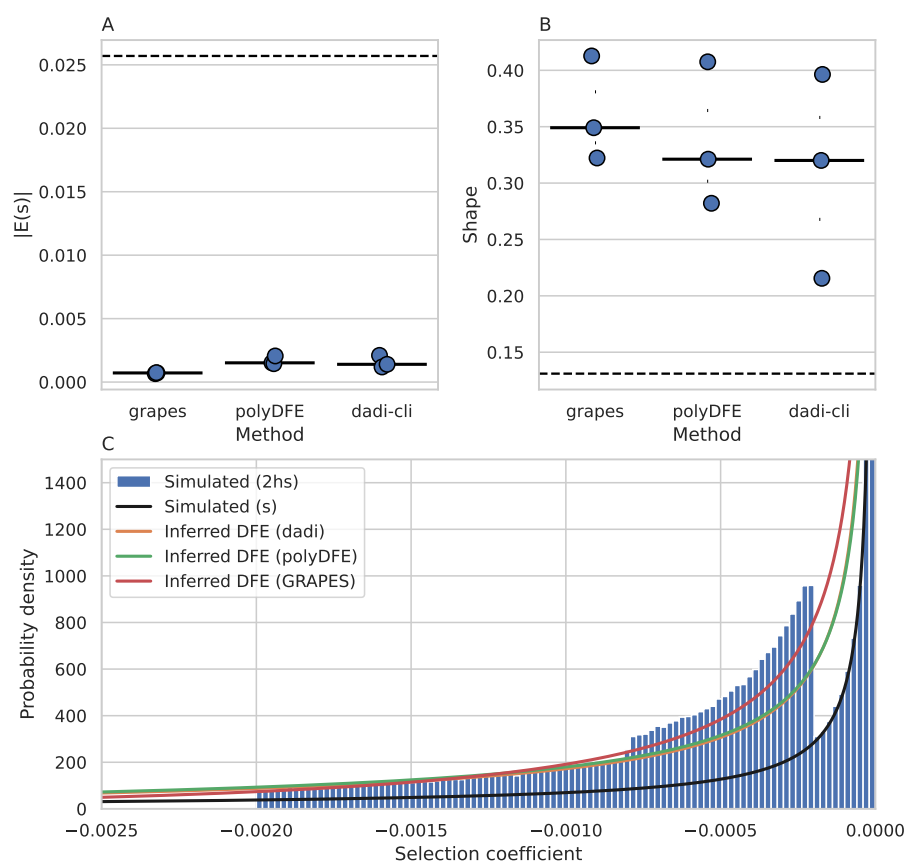 A
B
0.025
0.020
0.015
0.010
0.005
0.000
|E(s)|
grapes
polyDFE
dadi-cli
Method
0.40
0.35
0.30
0.25
0.20
0.15
Shape
grapes
polyDFE
dadi-cli
Method
C
1400
1200
1000
800
600
400
200
0
Probability density
Simulated (2hs)
Simulated (s)
Inferred DFE (dadi)
Inferred DFE (polyDFE)
Inferred DFE (GRAPES)
−0.0025
−0.0020
−0.0015
−0.0010
−0.0005
0.0000
Selection coefficient